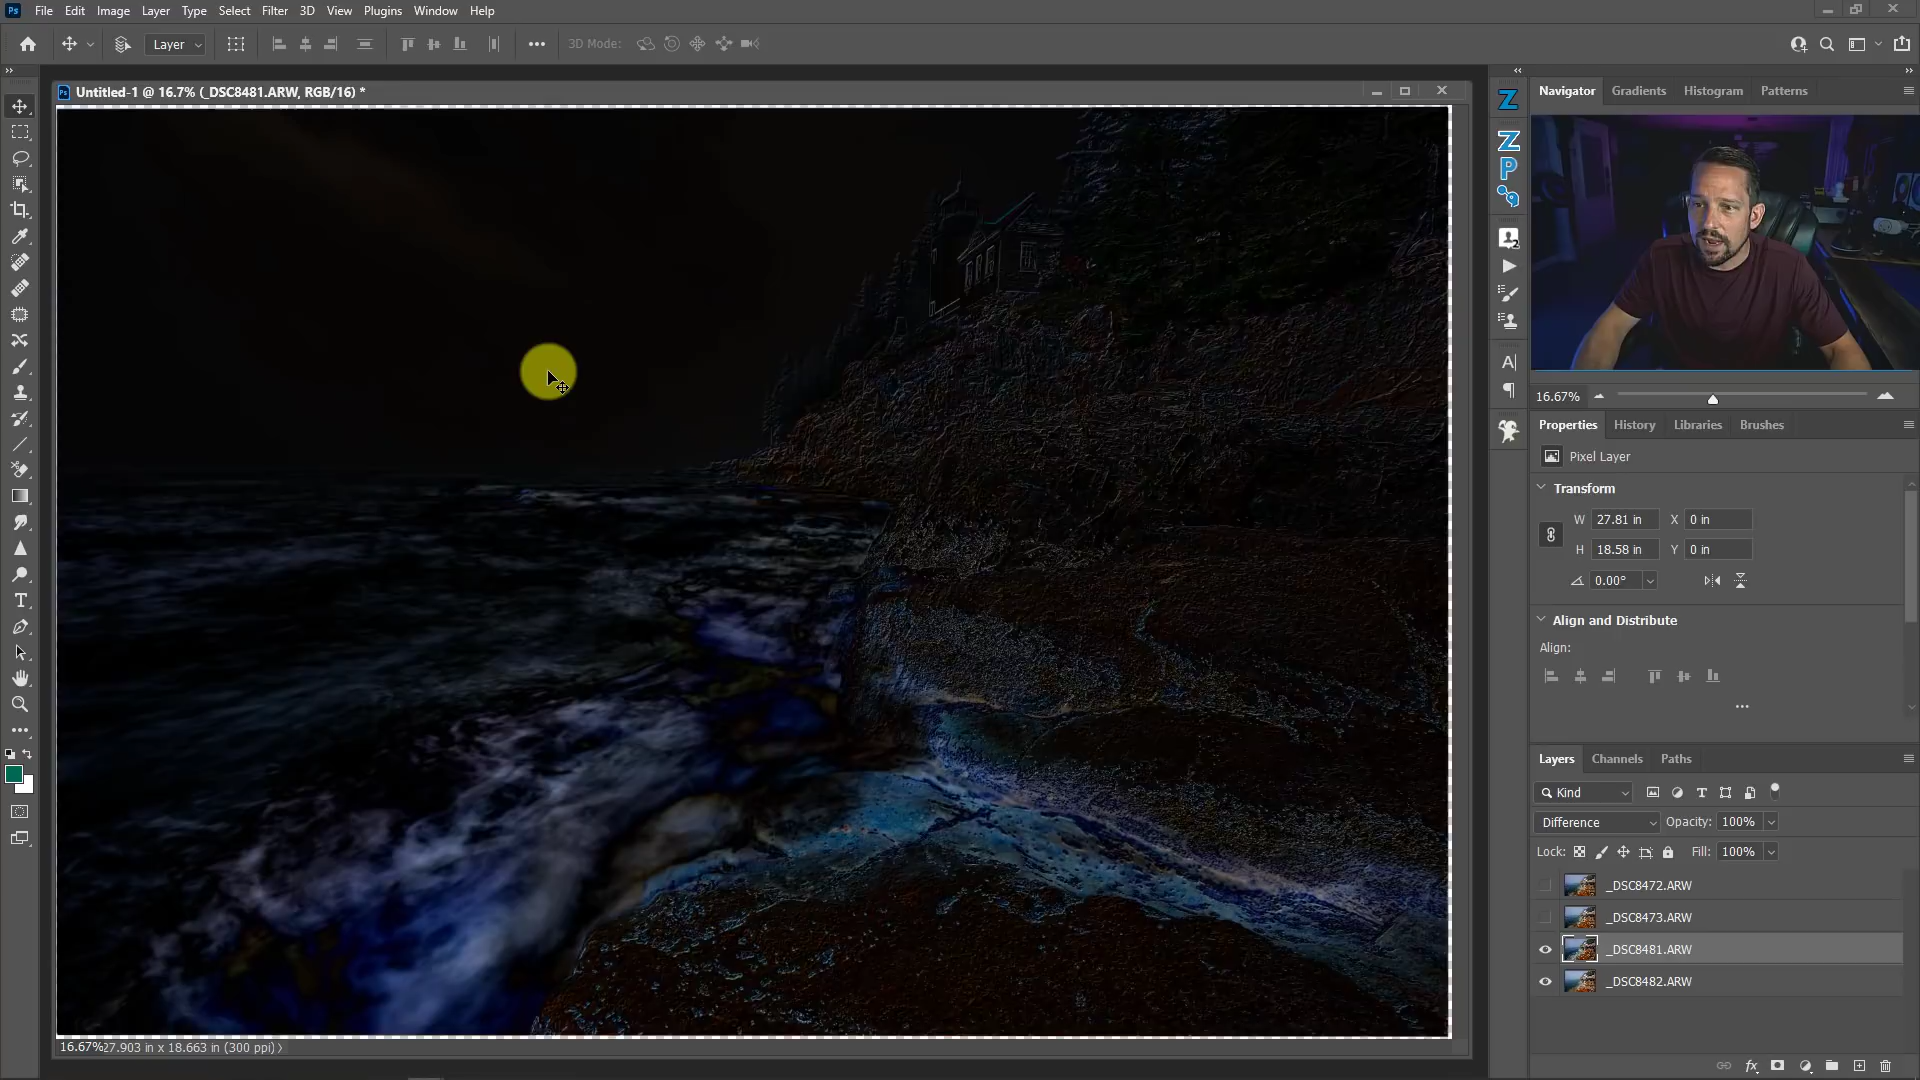 Ps File Edit Image Layer Type Select Filter 3D View Plugins Window Help
Layer 3D Mode:
Ps Untitled-1 @ 16.7% (_DSC8481.ARW, RGB/16) *
Navigator Gradients Histogram Patterns
Z
Z
P
2
A
16.67%
Properties History Libraries Brushes
Pixel Layer
Transform
W 27.81 in X 0 in
H 18.58 in Y 0 in
0.00°
Align and Distribute
Align:
T
Layers Channels Paths
Kind T
Difference Opacity: 100%
Lock: Fill: 100%
_DSC8472.ARW
_DSC8473.ARW
_DSC8481.ARW
_DSC8482.ARW
16.67% 27.903 in x 18.663 in (300 ppi)
fx